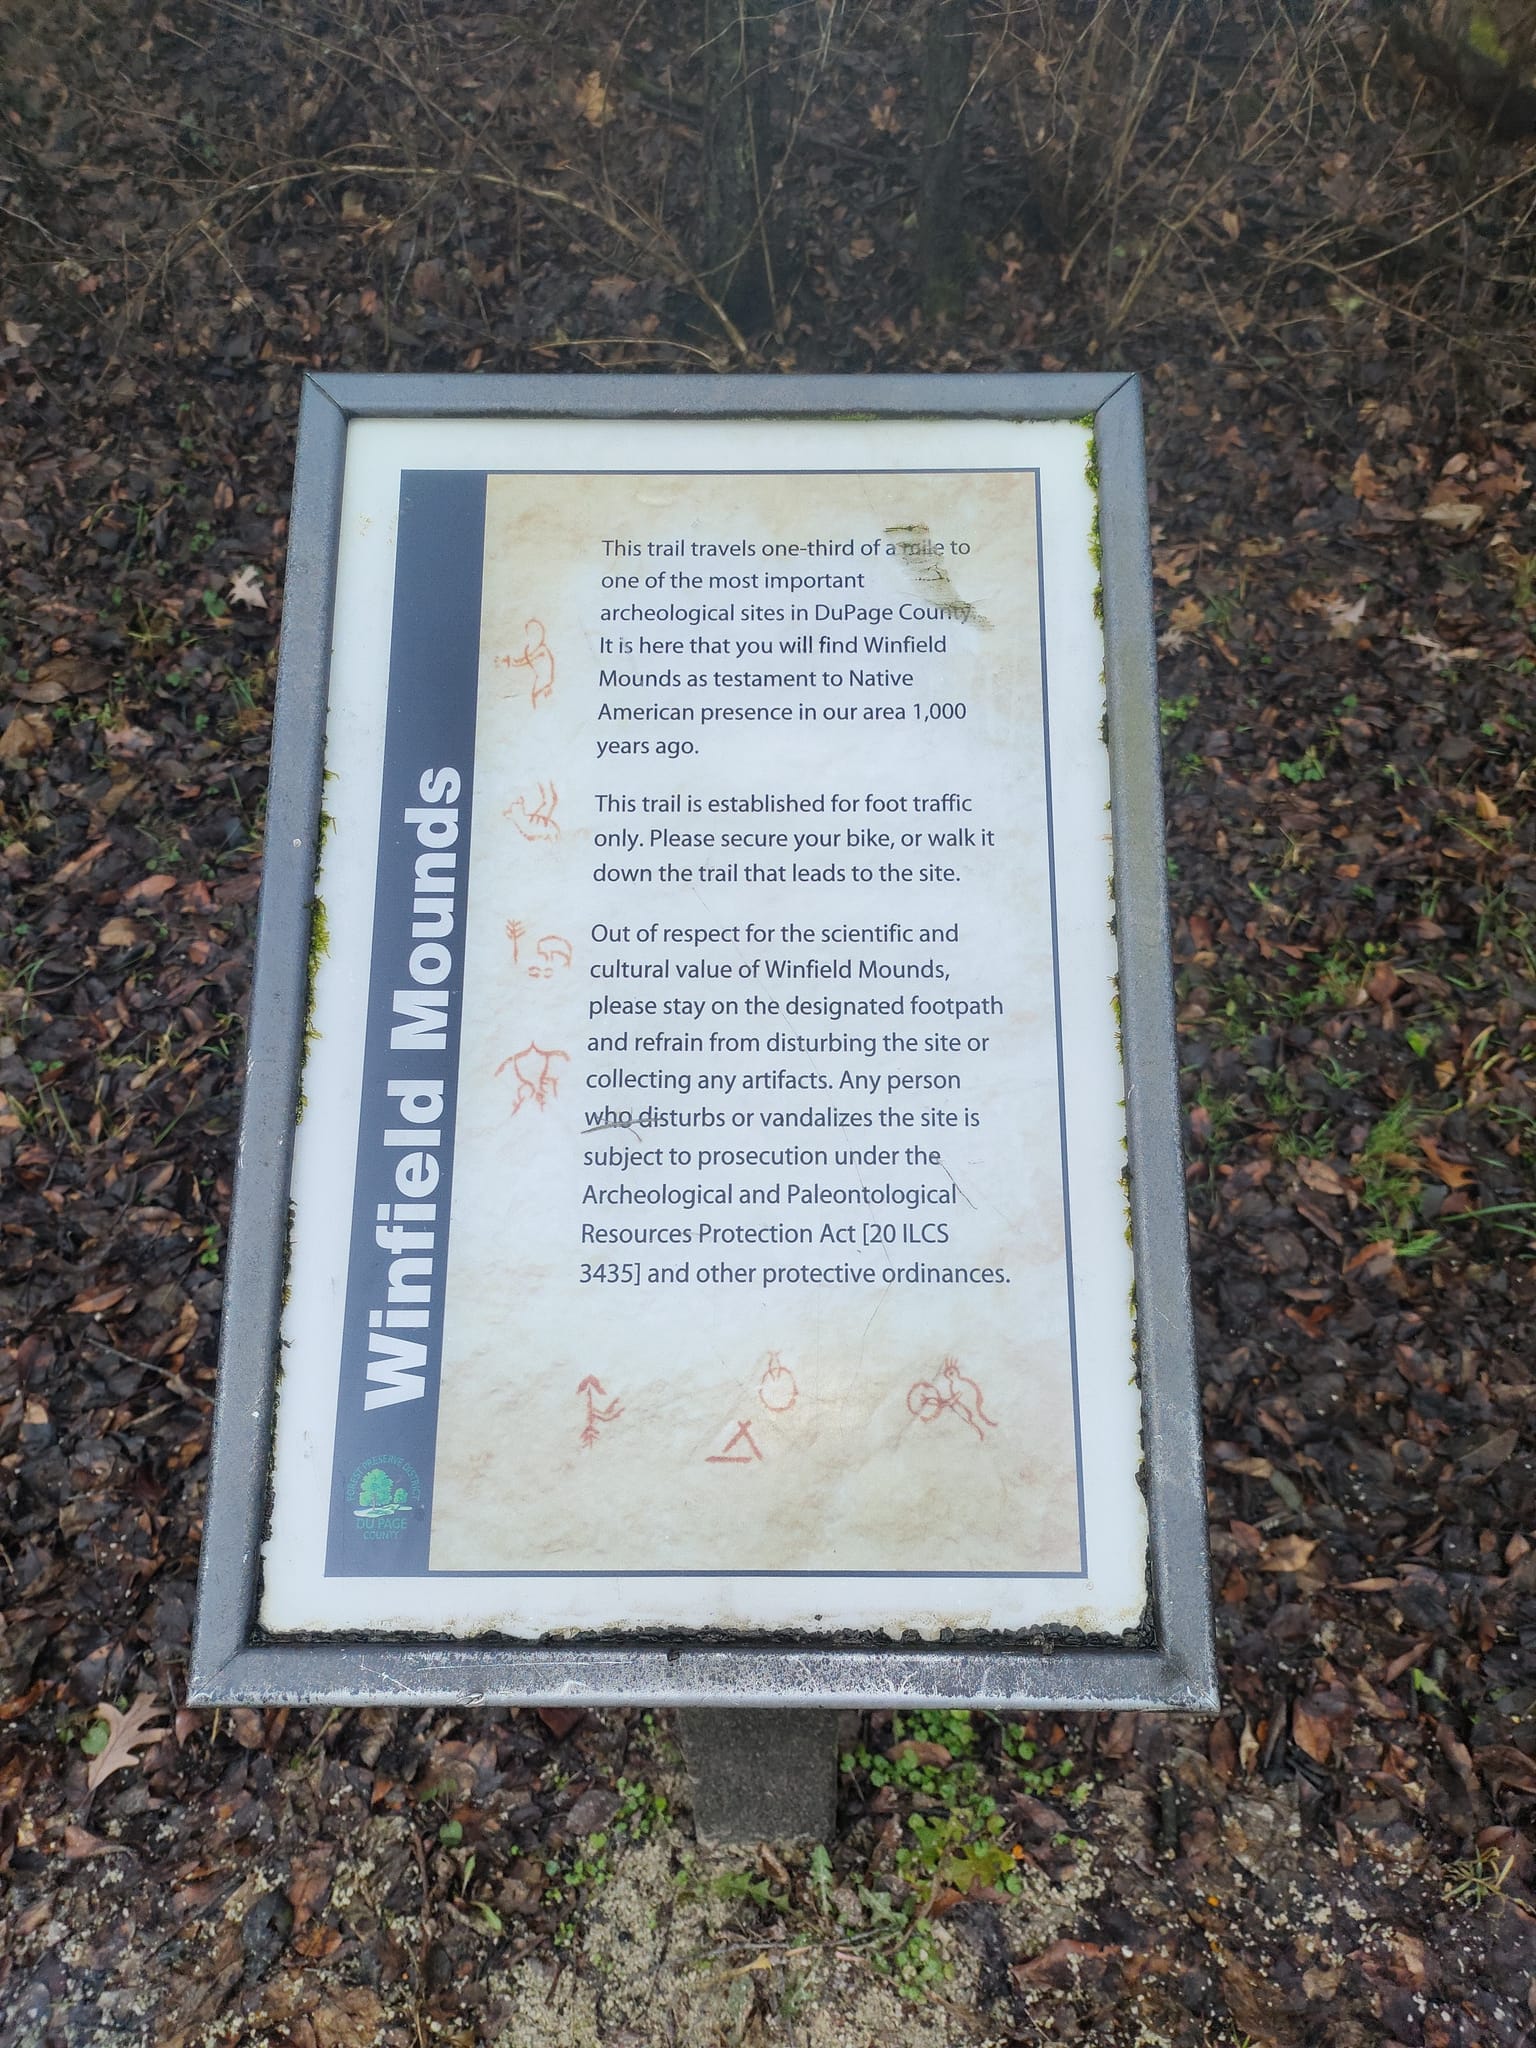 Winfield Mounds
This trail travels one-third of a mile to
one of the most important
archeological sites in DuPage County.
It is here that you will find Winfield
Mounds as testament to Native
American presence in our area 1,000
years ago.
This trail is established for foot traffic
only. Please secure your bike, or walk it
down the trail that leads to the site.
Out of respect for the scientific and
cultural value of Winfield Mounds,
please stay on the designated footpath
and refrain from disturbing the site or
collecting any artifacts. Any person
who disturbs or vandalizes the site is
subject to prosecution under the
Archeological and Paleontological
Resources Protection Act [20 ILCS
3435] and other protective ordinances.
FOREST PRESERVE DISTRICT
DU PAGE
COUNTY